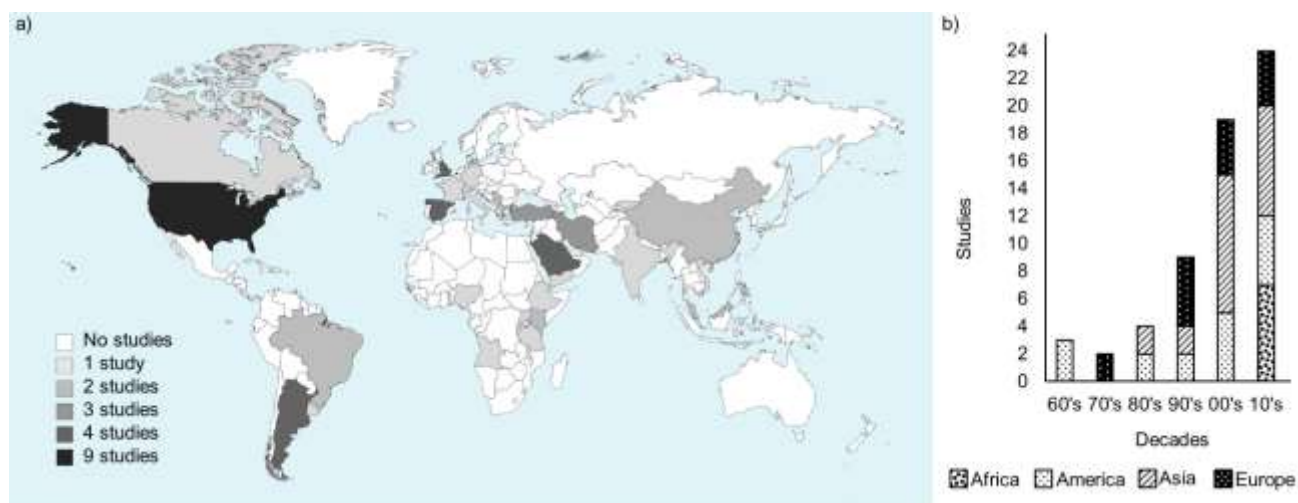 a)
No studies
1 study
2 studies
3 studies
4 studies
9 studies
b)
Studies
24
22
20
18
16
14
12
10
8
6
4
2
0
60's 70's 80's 90's 00's 10's
Decades
Africa America Asia Europe